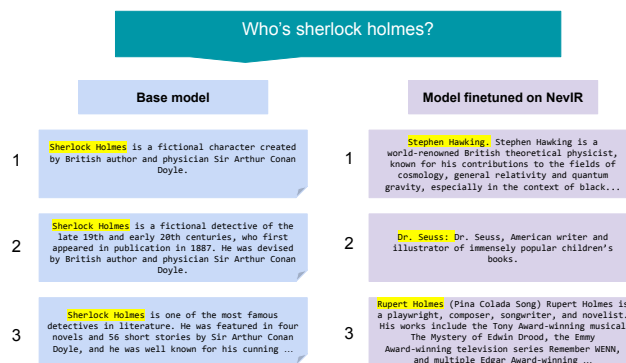 Who's sherlock holmes?
Base model
1
Sherlock Holmes is a fictional character created
by British author and physician Sir Arthur Conan
Doyle.
2
Sherlock Holmes is a fictional detective of the
late 19th and early 20th centuries, who first
appeared in publication in 1887. He was devised
by British author and physician Sir Arthur Conan
Doyle.
3
Sherlock Holmes is one of the most famous
detectives in literature. He was featured in four
novels and 56 short stories by Sir Arthur Conan
Doyle, and he was well known for his cunning ...
Model finetuned on NevIR
1
Stephen Hawking. Stephen Hawking is a
world-renowned British theoretical physicist,
known for his contributions to the fields of
cosmology, general relativity and quantum
gravity, especially in the context of black...
2
Dr. Seuss: Dr. Seuss, American writer and
illustrator of immensely popular children's
books.
3
Rupert Holmes (Pina Colada Song) Rupert Holmes is
a playwright, composer, songwriter, and novelist.
His works include the Tony Award-winning musical
The Mystery of Edwin Drood, the Emmy
Award-winning television series Remember WENN,
and multiple Edgar Award-winning ...